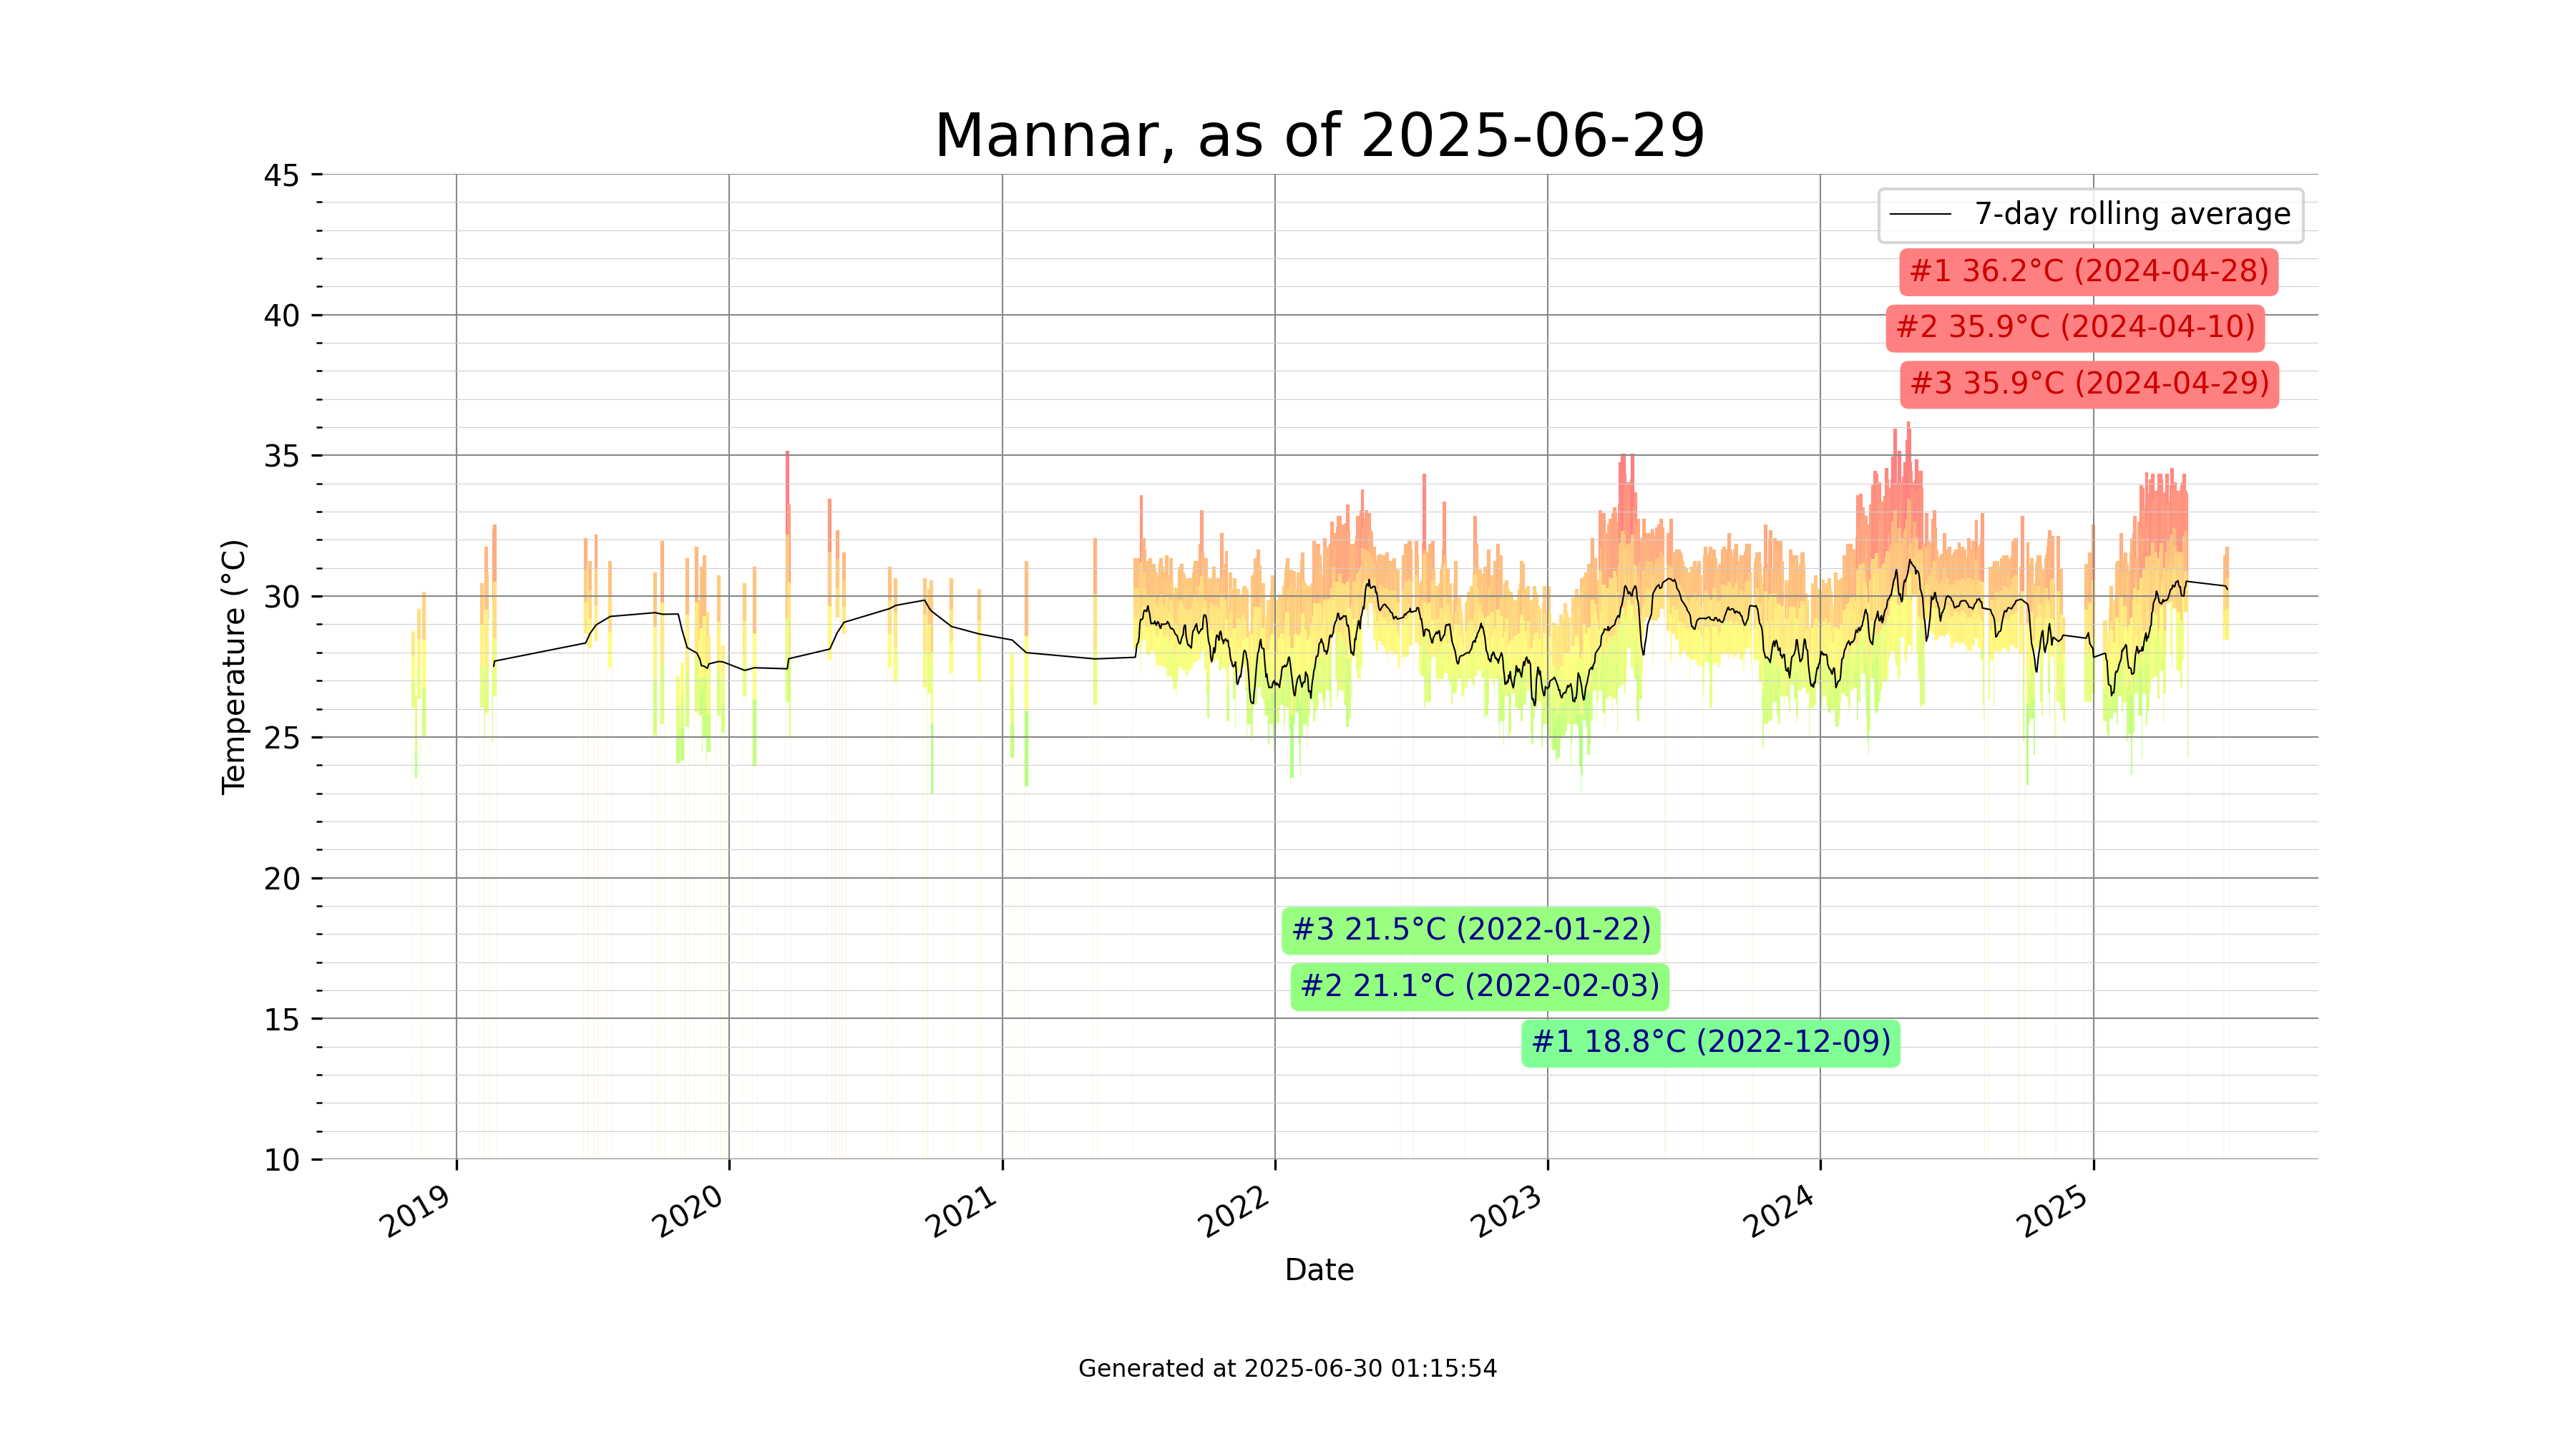 Mannar, as of 2025-06-29
45
40
35
30
25
20
15
10
Temperature (°C)
7-day rolling average
#1 36.2°C (2024-04-28)
#2 35.9°C (2024-04-10)
#3 35.9°C (2024-04-29)
#3 21.5°C (2022-01-22)
#2 21.1°C (2022-02-03)
#1 18.8°C (2022-12-09)
2019
2020
2021
2022
2023
2024
2025
Date
Generated at 2025-06-30 01:15:54